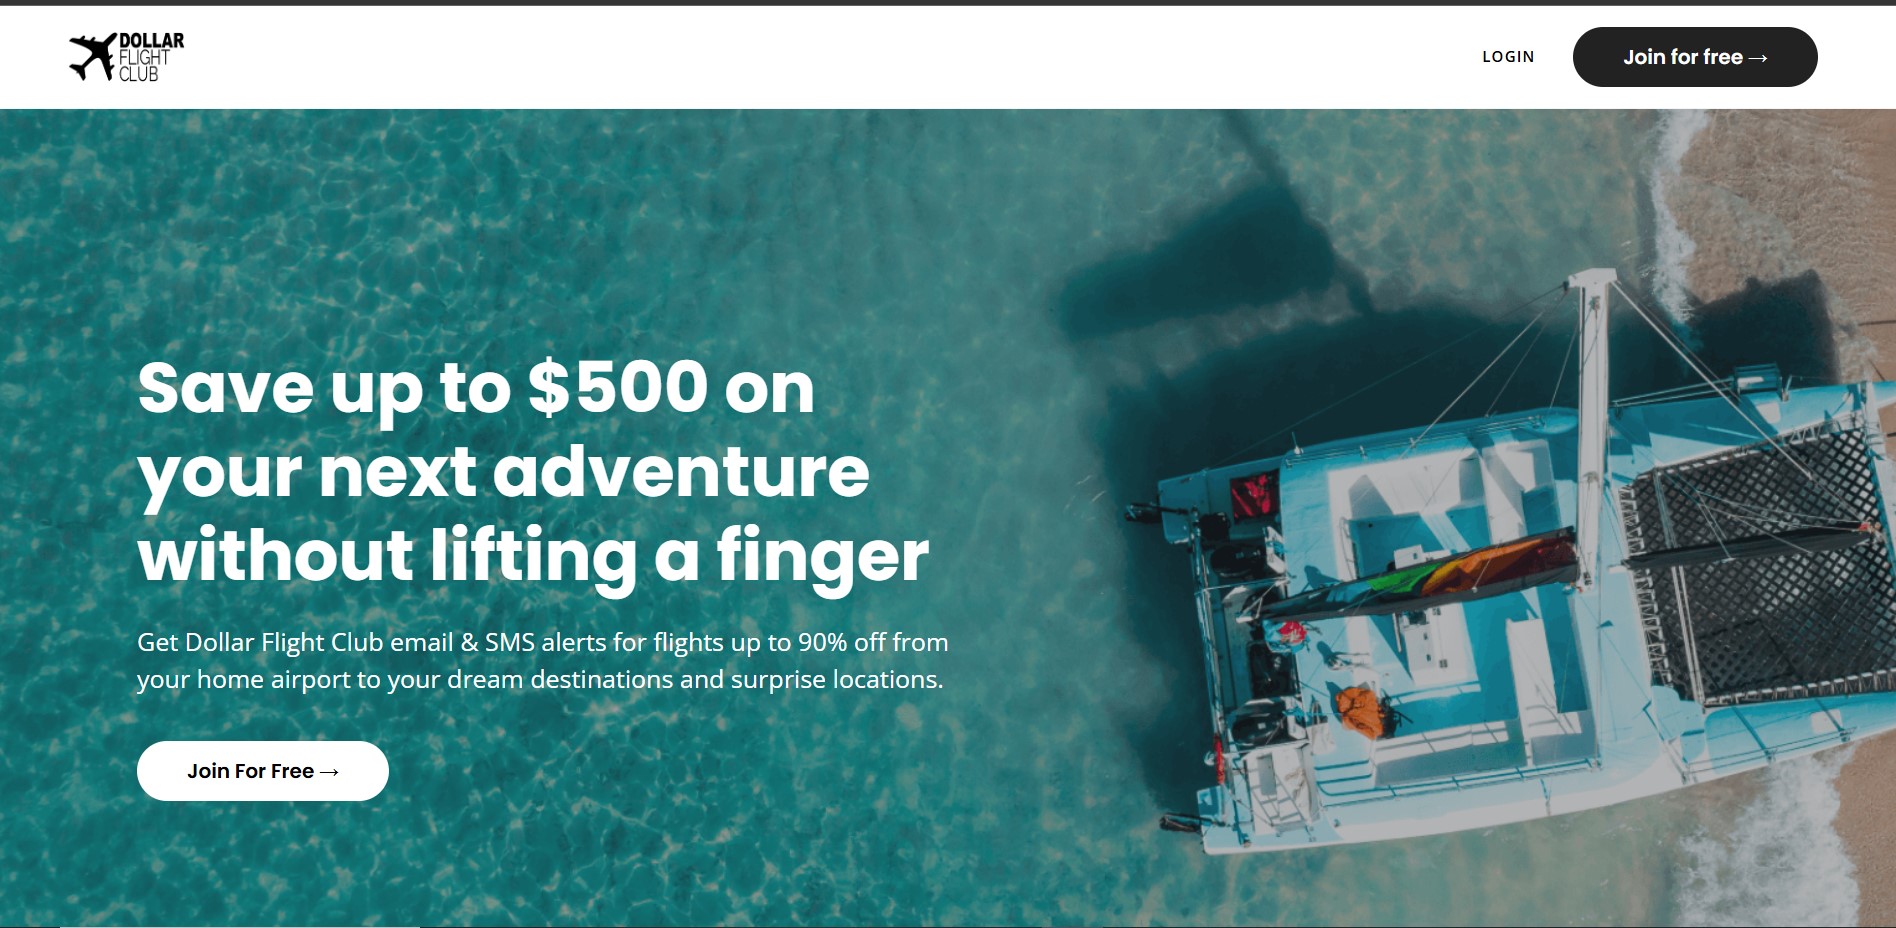 DOLLAR
FLIGHT
CLUB
LOGIN
Join for free →
Save up to $500 on
your next adventure
without lifting a finger
Get Dollar Flight Club email & SMS alerts for flights up to 90% off from
your home airport to your dream destinations and surprise locations.
Join For Free →